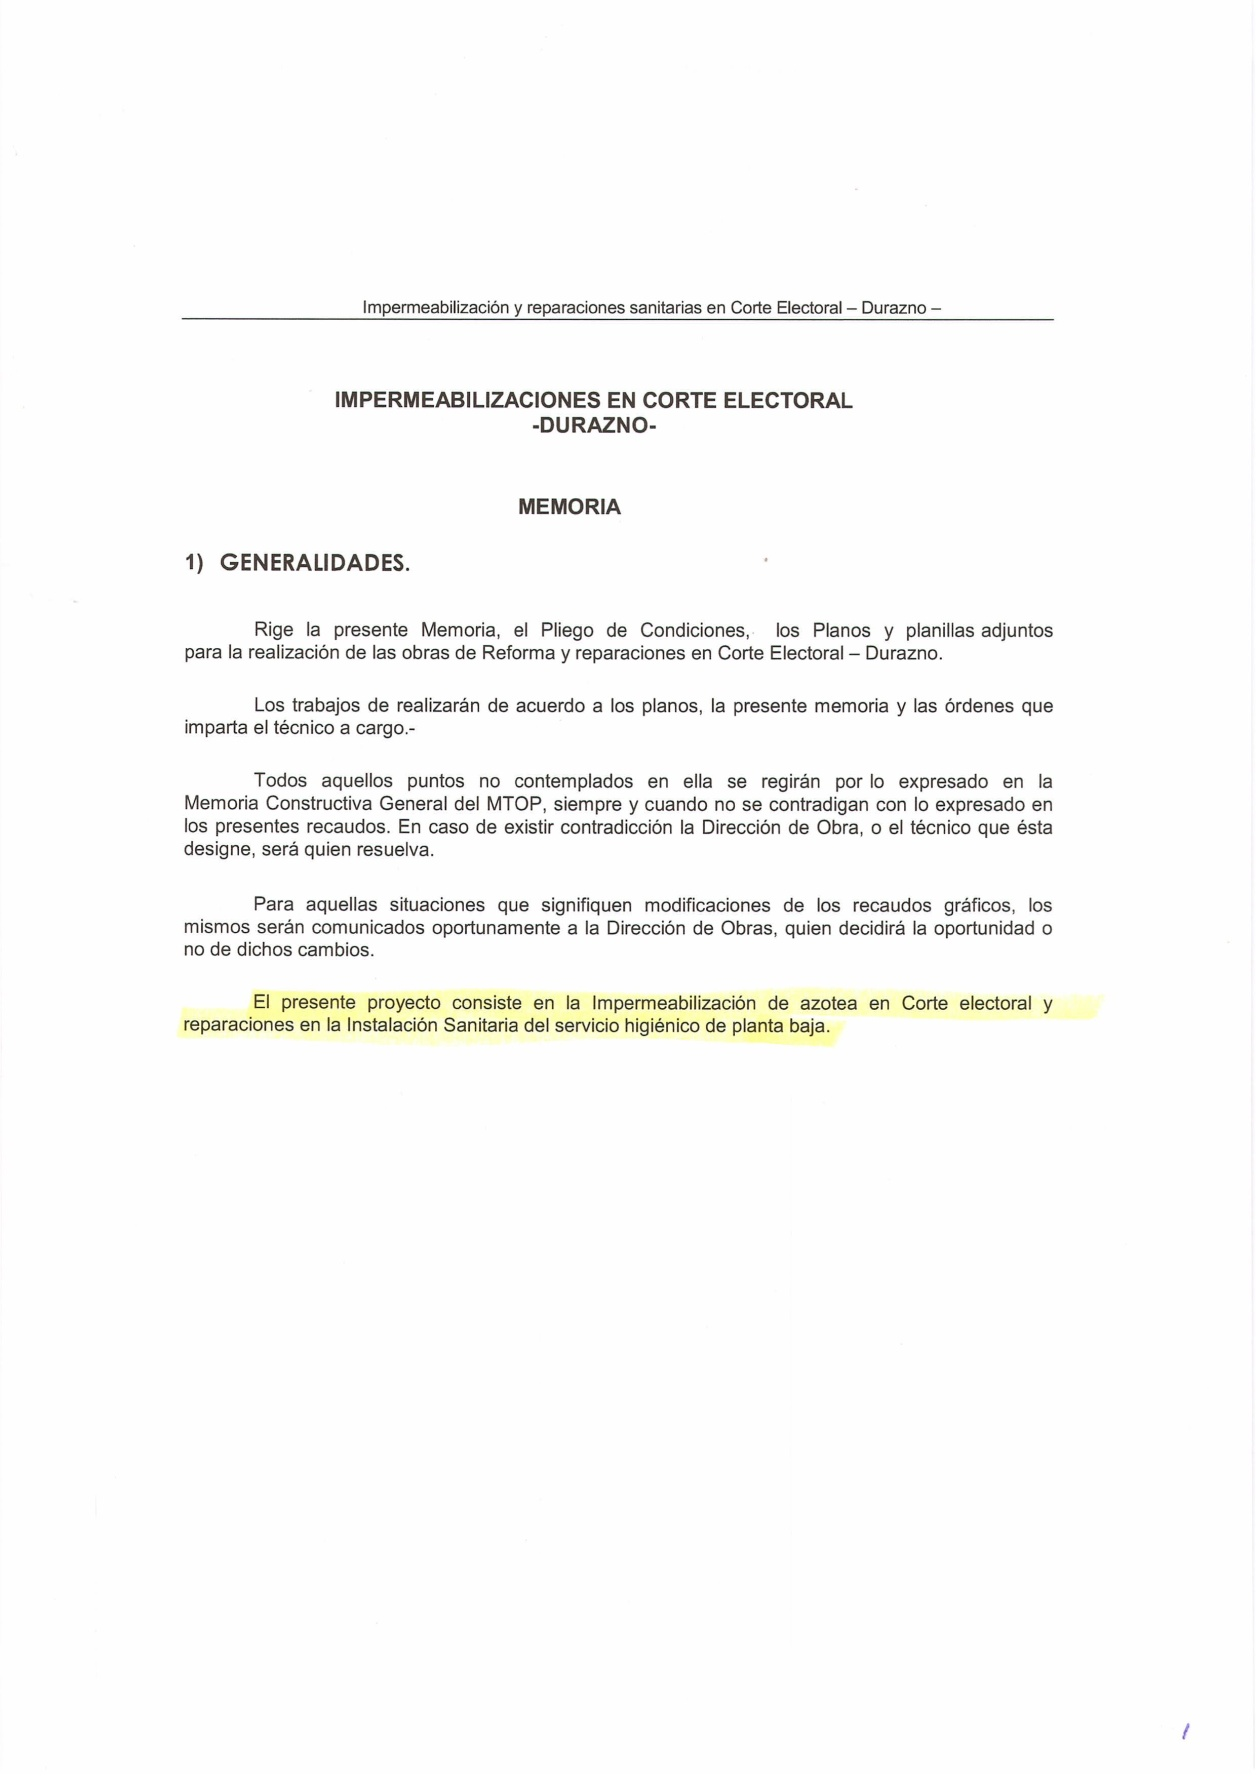 Impermeabilización y reparaciones sanitarias en Corte Electoral – Durazno –
IMPERMEABILIZACIONES EN CORTE ELECTORAL
-DURAZNO-
MEMORIA
1) GENERALIDADES.
Rige la presente Memoria, el Pliego de Condiciones, los Planos y planillas adjuntos
para la realización de las obras de Reforma y reparaciones en Corte Electoral – Durazno.
Los trabajos de realizarán de acuerdo a los planos, la presente memoria y las órdenes que
imparta el técnico a cargo.-
Todos aquellos puntos no contemplados en ella se regirán por lo expresado en la
Memoria Constructiva General del MTOP, siempre y cuando no se contradigan con lo expresado en
los presentes recaudos. En caso de existir contradicción la Dirección de Obra, o el técnico que ésta
designe, será quien resuelva.
Para aquellas situaciones que signifiquen modificaciones de los recaudos gráficos, los
mismos serán comunicados oportunamente a la Dirección de Obras, quien decidirá la oportunidad o
no de dichos cambios.
El presente proyecto consiste en la Impermeabilización de azotea en Corte electoral y
reparaciones en la Instalación Sanitaria del servicio higiénico de planta baja.
1